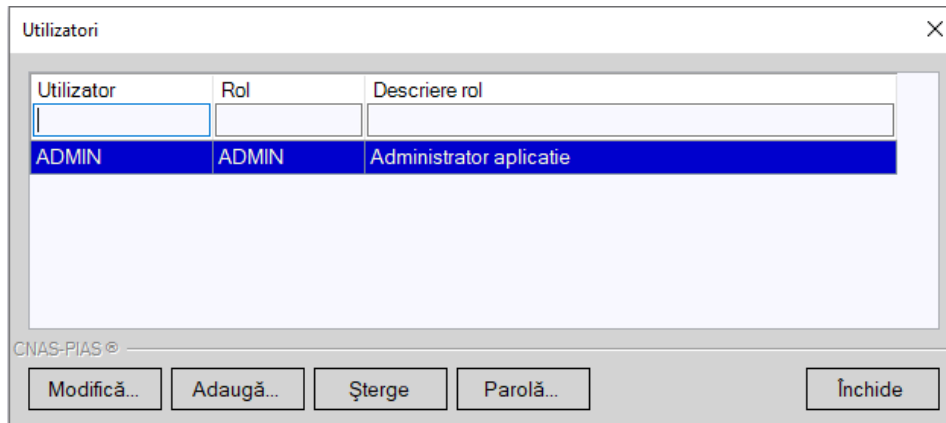 Utilizatori
Utilizator Rol Descriere rol
ADMIN ADMIN Administrator aplicatie
CNAS-PIAS ®
Modifică... Adaugă... Şterge Parolă... Închide